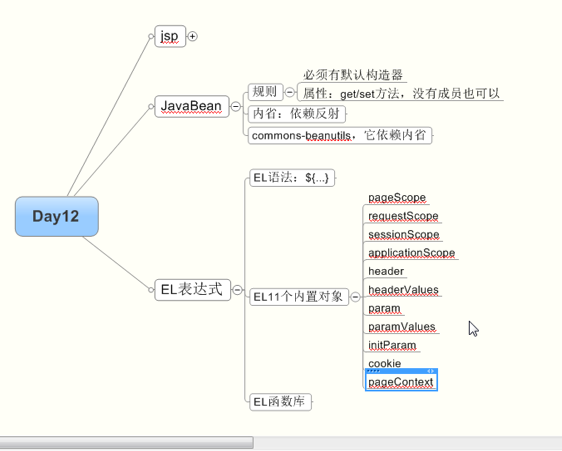 Day12
jsp
JavaBean
规则
必须有默认构造器
属性：get/set方法，没有成员也可以
内省：依赖反射
commons-beanutils，它依赖内省
EL表达式
EL语法：${...}
EL11个内置对象
pageScope
requestScope
sessionScope
applicationScope
header
headerValues
param
paramValues
initParam
cookie
pageContext
EL函数库